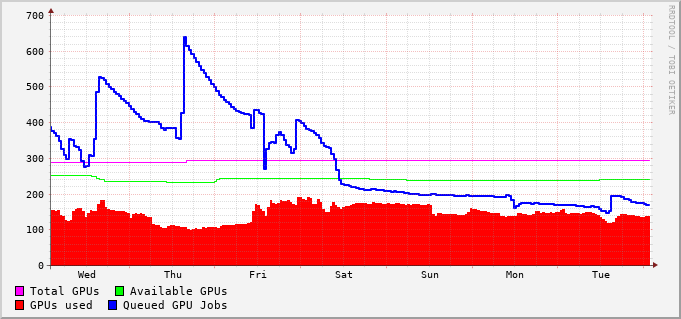 700
600
500
400
300
200
100
0
Wed Thu Fri Sat Sun Mon Tue
Total GPUs Available GPUs
GPUs used Queued GPU Jobs
RRDTOOL / TOBI OETIKER